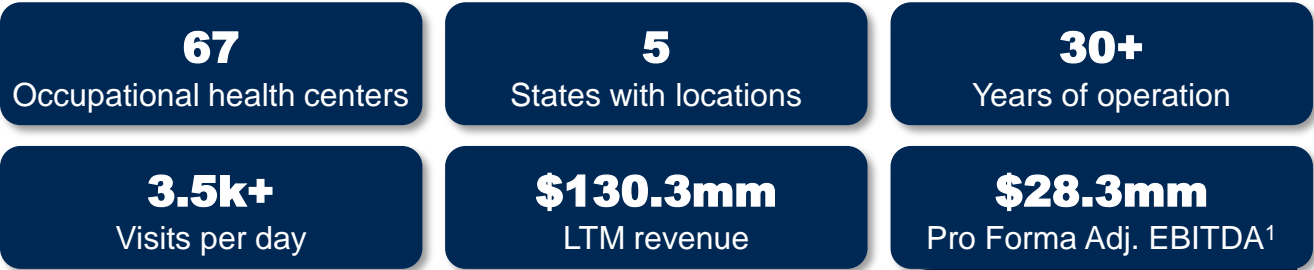 67
Occupational health centers
5
States with locations
30+
Years of operation
3.5k+
Visits per day
$130.3mm
LTM revenue
$28.3mm
Pro Forma Adj. EBITDA¹